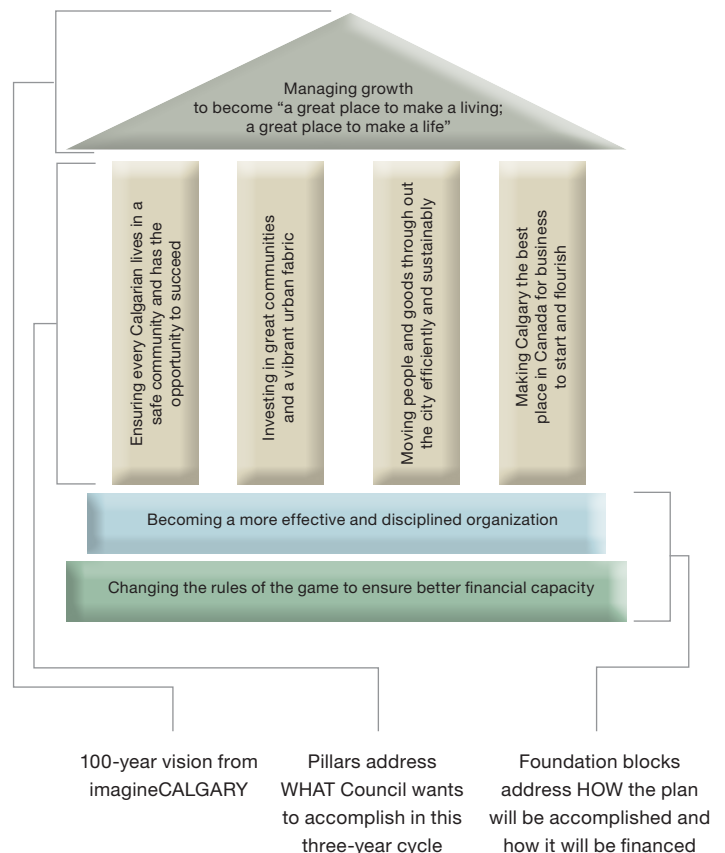 Managing growth
to become “a great place to make a living;
a great place to make a life”
Ensuring every Calgarian lives in a
safe community and has the
opportunity to succeed
Investing in great communities
and a vibrant urban fabric
Moving people and goods through out
the city efficiently and sustainably
Making Calgary the best
place in Canada for business
to start and flourish
Becoming a more effective and disciplined organization
Changing the rules of the game to ensure better financial capacity
100-year vision from
imagineCALGARY
Pillars address
WHAT Council wants
to accomplish in this
three-year cycle
Foundation blocks
address HOW the plan
will be accomplished and
how it will be financed